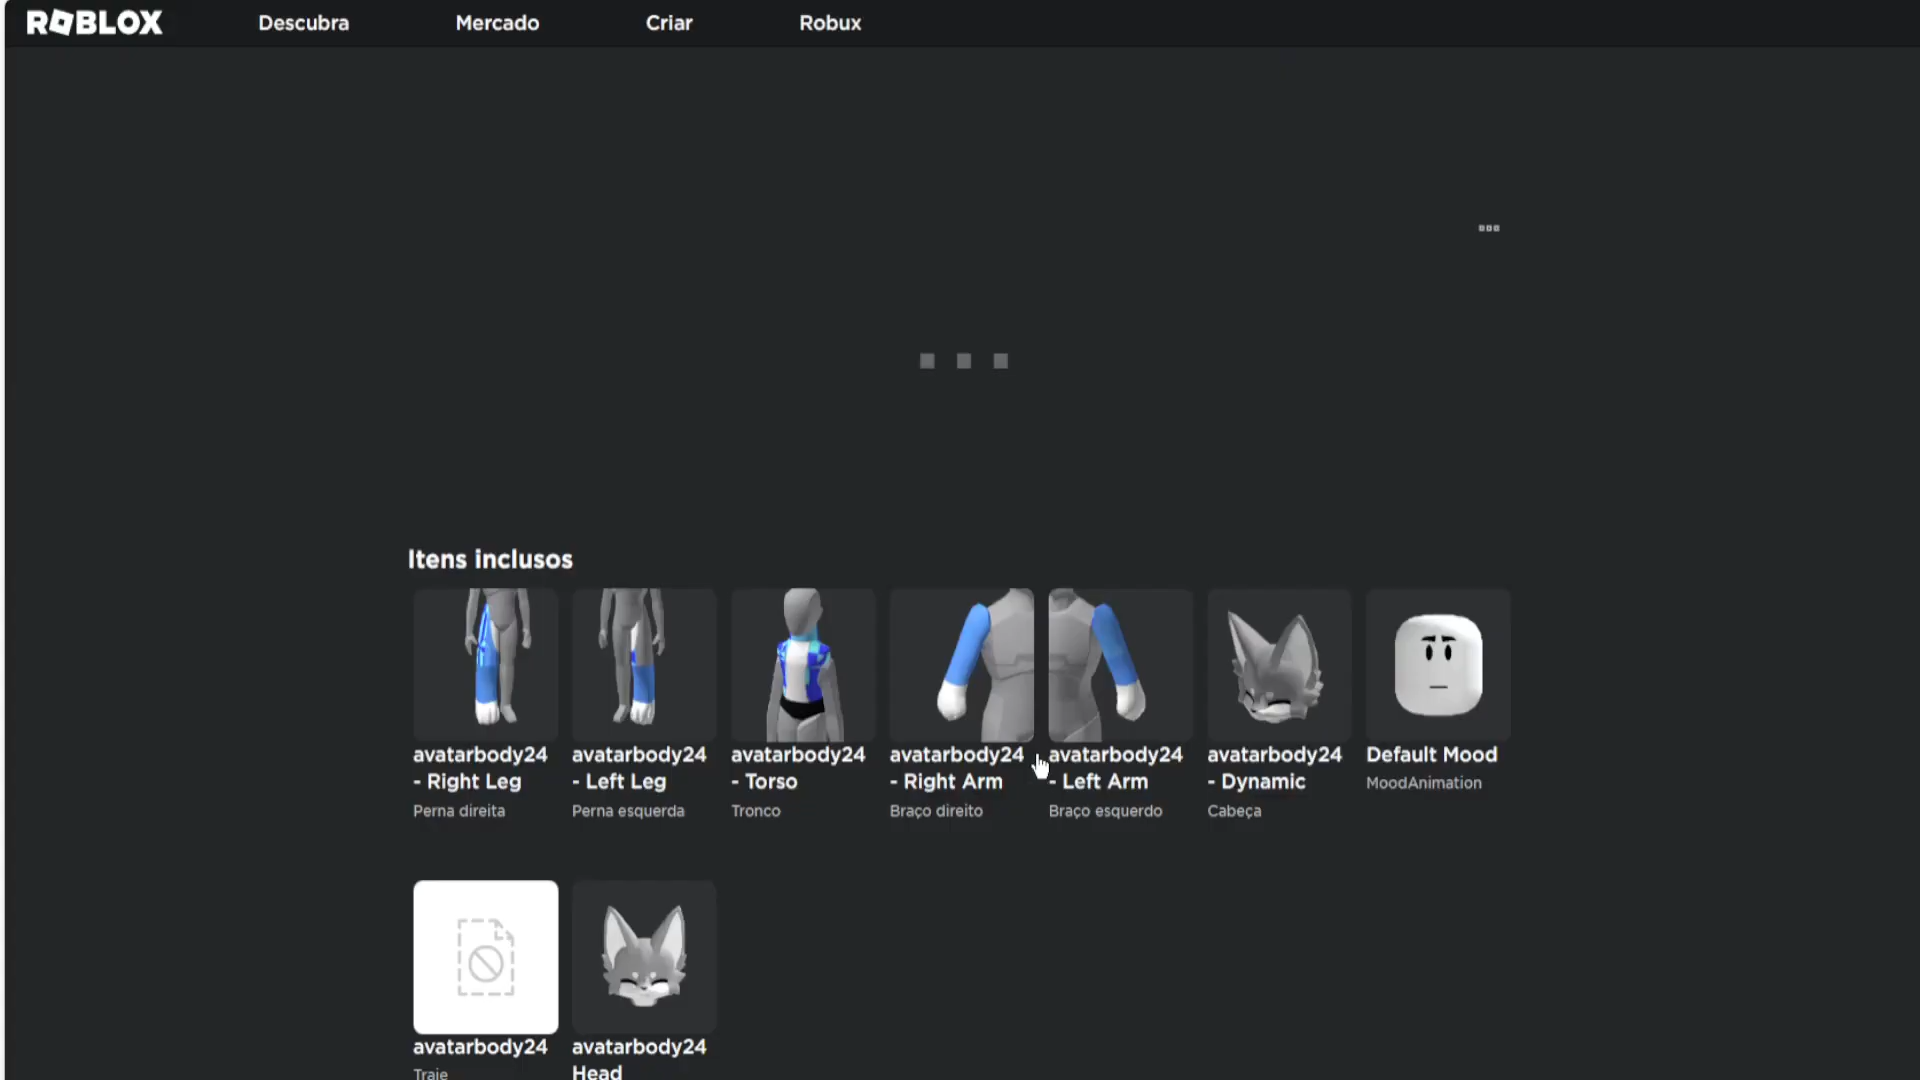 ROBLOX Descubra Mercado Criar Robux
Itens inclusos
avatarbody24 - Right Leg
Perna direita
avatarbody24 - Left Leg
Perna esquerda
avatarbody24 - Torso
Tronco
avatarbody24 - Right Arm
Braço direito
avatarbody24 - Left Arm
Braço esquerdo
avatarbody24 - Dynamic
Cabeça
Default Mood
MoodAnimation
avatarbody24
Traje
avatarbody24 Head